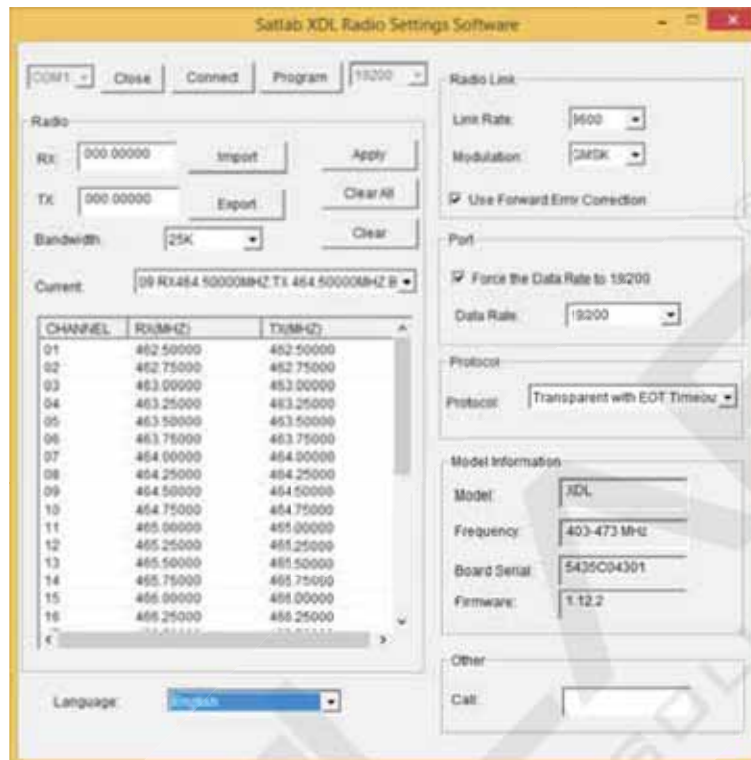 Satlab XDL Radio Settings Software
COM1 Close Connect Program 19200
Radio
RX: 000.00000 Import Apply
TX: 000.00000 Export Clear All
Bandwidth: 25K Clear
Current: 09 RX464.50000MHZ TX 464.50000MHZ B
CHANNEL RX(MHZ) TX(MHZ)
01 462.50000 462.50000
02 462.75000 462.75000
03 463.00000 463.00000
04 463.25000 463.25000
05 463.50000 463.50000
06 463.75000 463.75000
07 464.00000 464.00000
08 464.25000 464.25000
09 464.50000 464.50000
10 464.75000 464.75000
11 465.00000 465.00000
12 465.25000 465.25000
13 465.50000 465.50000
14 465.75000 465.75000
15 466.00000 466.00000
16 466.25000 466.25000
Language: English
Radio Link
Link Rate: 9600
Modulation: GMSK
Use Forward Error Correction
Port
Force the Data Rate to 19200
Data Rate: 19200
Protocol
Protocol: Transparent with EOT Timeou
Model Information
Model: XDL
Frequency: 403-473 MHz
Board Serial: 5435C04301
Firmware: 1.12.2
Other
Call: